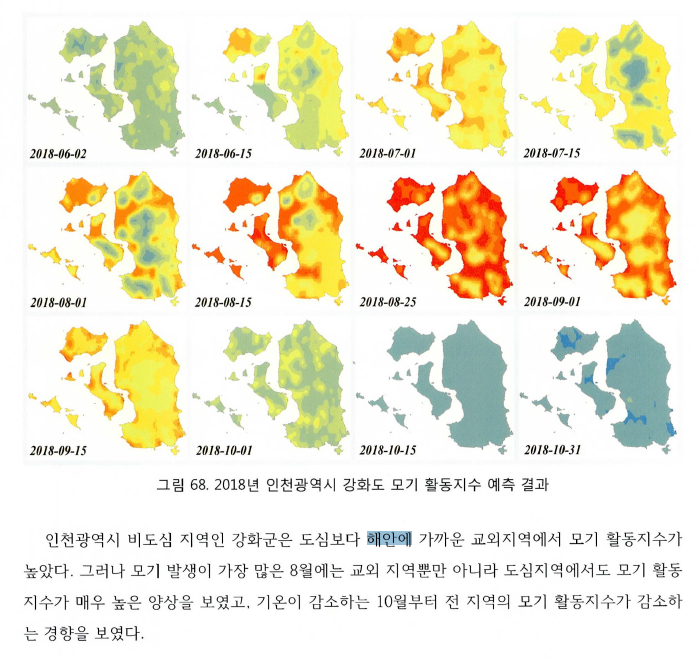 2018-06-02 2018-06-15 2018-07-01 2018-07-15
2018-08-01 2018-08-15 2018-08-25 2018-09-01
2018-09-15 2018-10-01 2018-10-15 2018-10-31
그림 68. 2018년 인천광역시 강화도 모기 활동지수 예측 결과
인천광역시 비도심 지역인 강화군은 도심보다 해안에 가까운 교외지역에서 모기 활동지수가
높았다. 그러나 모기 발생이 가장 많은 8월에는 교외 지역뿐만 아니라 도심지역에서도 모기 활동
지수가 매우 높은 양상을 보였고, 기온이 감소하는 10월부터 전 지역의 모기 활동지수가 감소하
는 경향을 보였다.